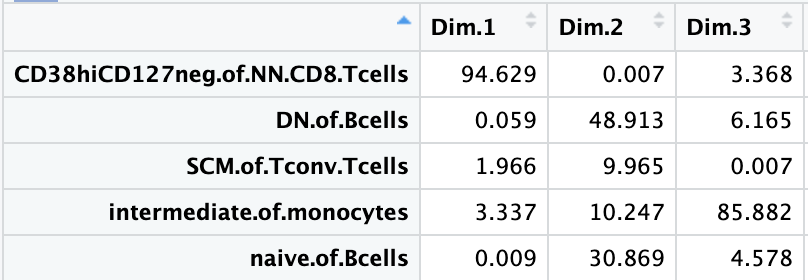 Dim.1 Dim.2 Dim.3
CD38hiCD127neg.of.NN.CD8.Tcells 94.629 0.007 3.368
DN.of.Bcells 0.059 48.913 6.165
SCM.of.Tconv.Tcells 1.966 9.965 0.007
intermediate.of.monocytes 3.337 10.247 85.882
naive.of.Bcells 0.009 30.869 4.578